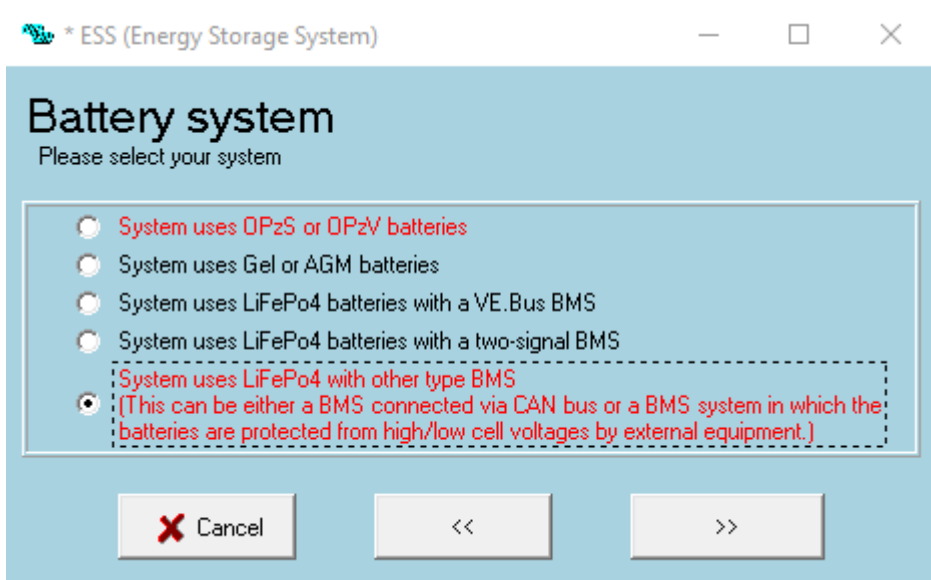 * ESS (Energy Storage System)
Battery system
Please select your system
System uses OPzS or OPzV batteries
System uses Gel or AGM batteries
System uses LiFePo4 batteries with a VE.Bus BMS
System uses LiFePo4 batteries with a two-signal BMS
System uses LiFePo4 with other type BMS
(This can be either a BMS connected via CAN bus or a BMS system in which the
batteries are protected from high/low cell voltages by external equipment.)
Cancel
<<
>>